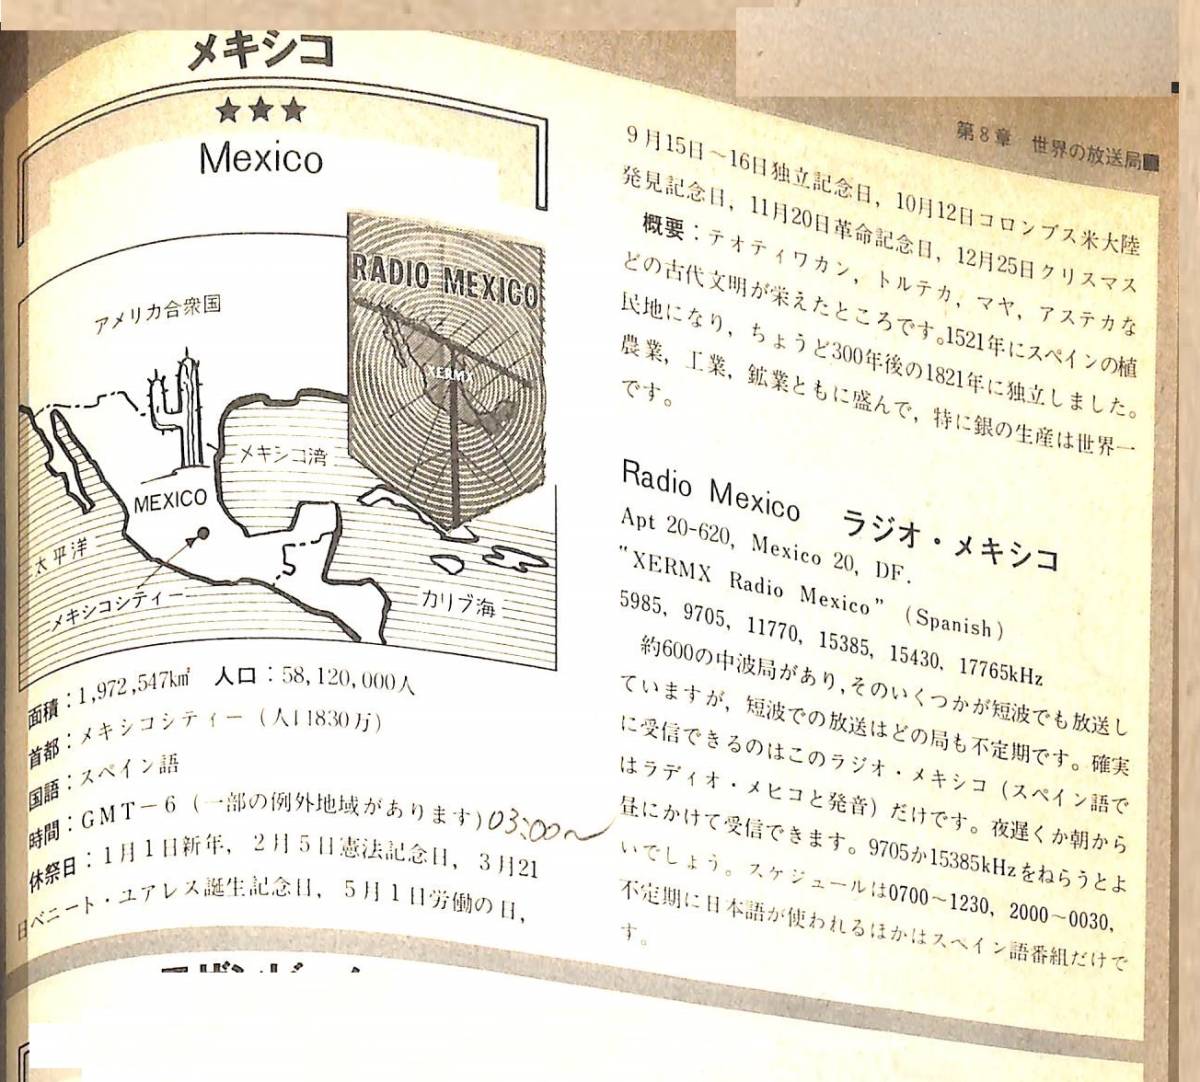 メキシコ
★★★
Mexico
RADIO MEXICO
XERMX
アメリカ合衆国
メキシコ湾
MEXICO
太平洋
メキシコシティー
カリブ海
面積：1,972,547km² 人口：58,120,000人
首都：メキシコシティー（人口830万）
国語：スペイン語
時間：GMT－6（一部の例外地域があります）03:00～
休祭日：1月1日新年，2月5日憲法記念日，3月21
日ベニート・ユアレス誕生記念日，5月1日労働の日，
第8章 世界の放送局■
9月15日～16日独立記念日，10月12日コロンブス米大陸
発見記念日，11月20日革命記念日，12月25日クリスマス
概要：テオティワカン，トルテカ，マヤ，アステカな
どの古代文明が栄えたところです。1521年にスペインの植
民地になり，ちょうど300年後の1821年に独立しました。
農業，工業，鉱業ともに盛んで，特に銀の生産は世界一
です。
Radio Mexico ラジオ・メキシコ
Apt 20-620, Mexico 20, DF.
"XERMX Radio Mexico" (Spanish)
5985, 9705, 11770, 15385, 15430, 17765kHz
約600の中波局があり，そのいくつかが短波でも放送し
ていますが，短波での放送はどの局も不定期です。確実
に受信できるのはこのラジオ・メキシコ（スペイン語で
はラディオ・メヒコと発音）だけです。夜遅くか朝から
昼にかけて受信できます。9705か15385kHzをねらうとよ
いでしょう。スケジュールは0700～1230，2000～0030，
不定期に日本語が使われるほかはスペイン語番組だけで
す。